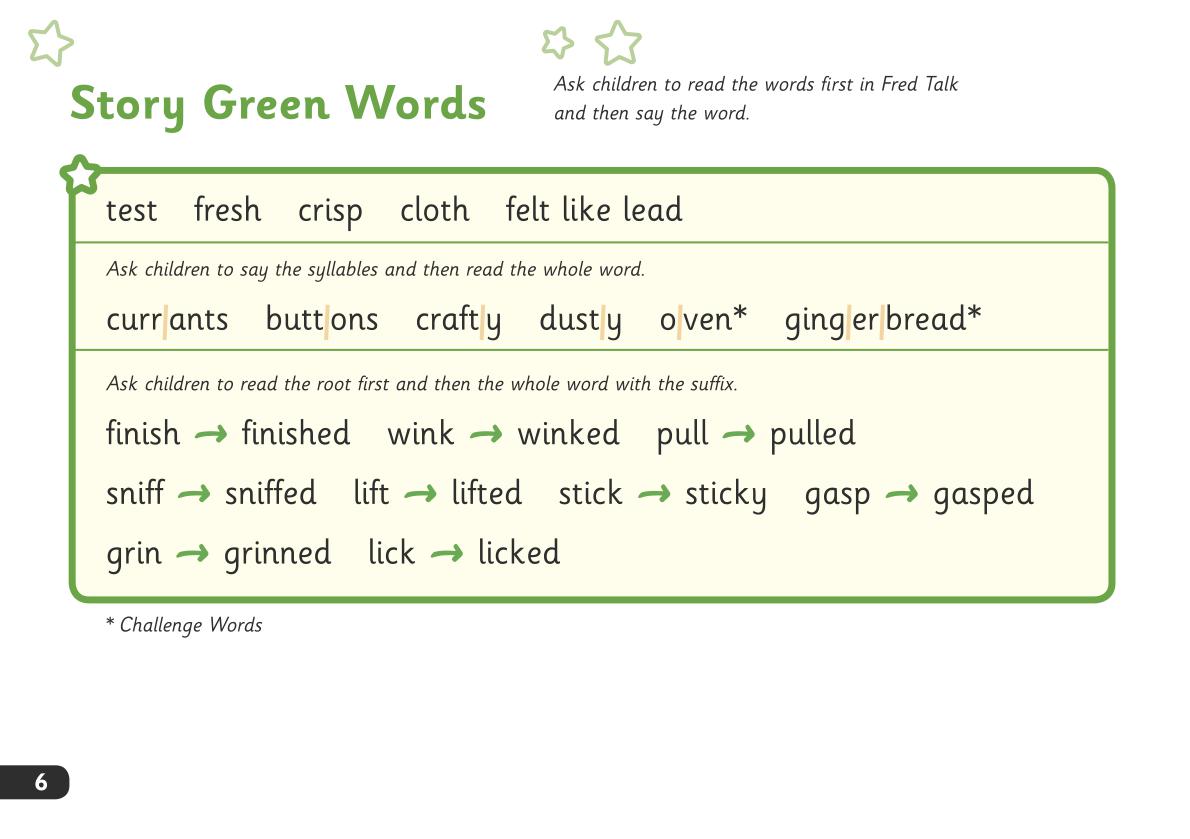 Story Green Words
Ask children to read the words first in Fred Talk
and then say the word.
test fresh crisp cloth felt like lead
Ask children to say the syllables and then read the whole word.
curr|ants butt|ons craft|y dust|y o|ven* ging|er|bread*
Ask children to read the root first and then the whole word with the suffix.
finish → finished wink → winked pull → pulled
sniff → sniffed lift → lifted stick → sticky gasp → gasped
grin → grinned lick → licked
* Challenge Words
6